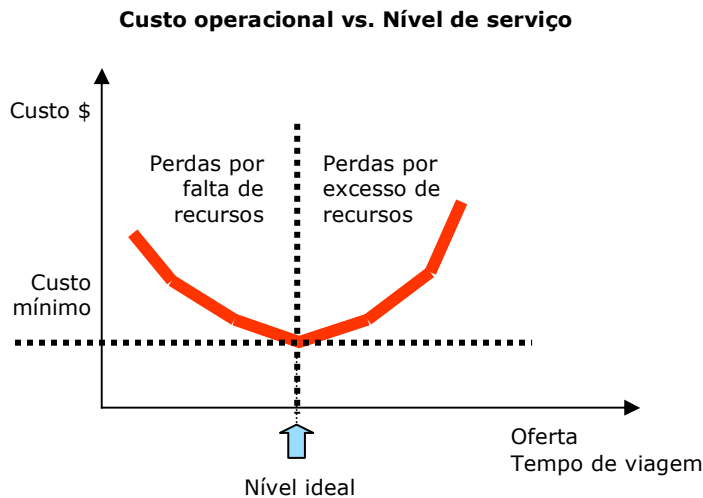 Custo operacional vs. Nível de serviço
Custo $
Perdas por
falta de
recursos
Perdas por
excesso de
recursos
Custo
mínimo
Oferta
Tempo de viagem
Nível ideal